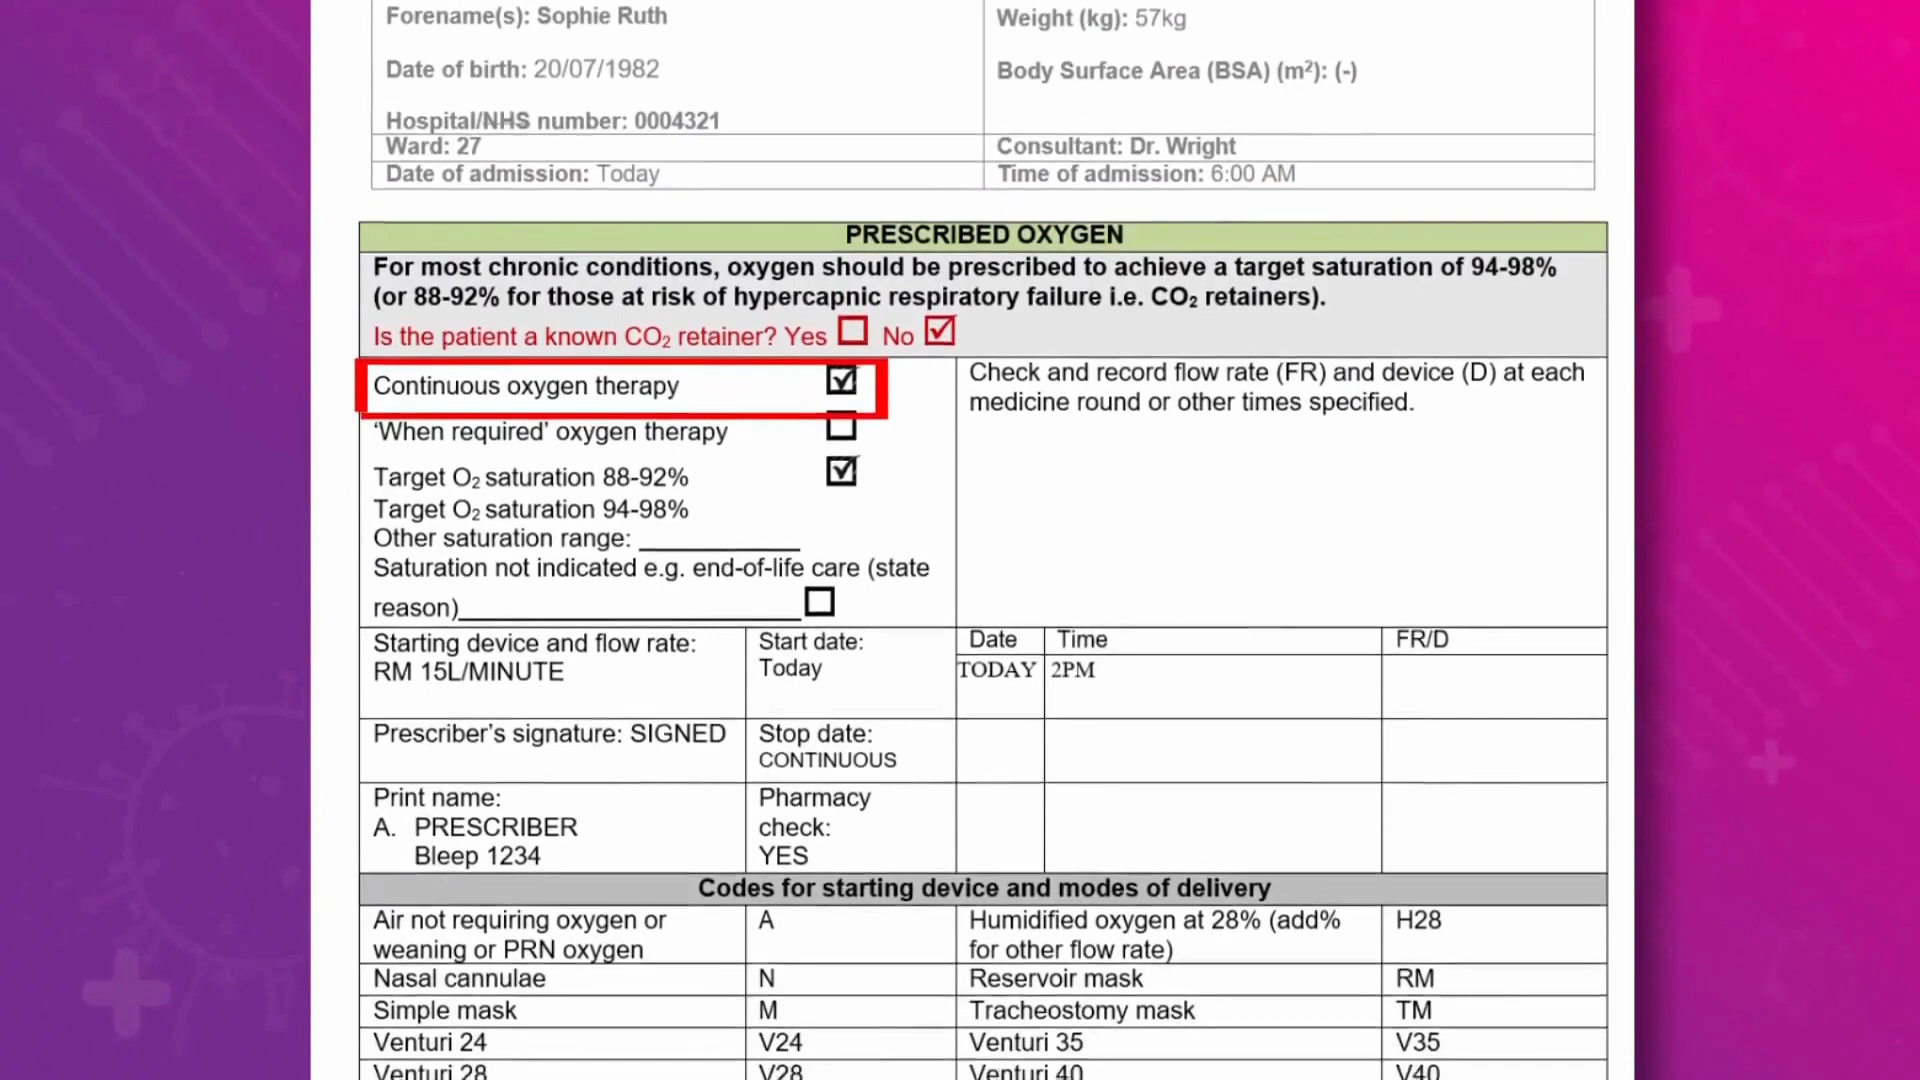 Forename(s): Sophie Ruth
Weight (kg): 57kg
Date of birth: 20/07/1982
Body Surface Area (BSA) (m²): (-)
Hospital/NHS number: 0004321
Ward: 27
Consultant: Dr. Wright
Date of admission: Today
Time of admission: 6:00 AM
PRESCRIBED OXYGEN
For most chronic conditions, oxygen should be prescribed to achieve a target saturation of 94-98%
(or 88-92% for those at risk of hypercapnic respiratory failure i.e. CO₂ retainers).
Is the patient a known CO₂ retainer? Yes ☐ No ☑
Continuous oxygen therapy ☑
‘When required’ oxygen therapy ☐
Target O₂ saturation 88-92% ☑
Target O₂ saturation 94-98%
Other saturation range: ____________
Saturation not indicated e.g. end-of-life care (state
reason)__________________________ ☐
Check and record flow rate (FR) and device (D) at each
medicine round or other times specified.
Starting device and flow rate:
RM 15L/MINUTE
Start date:
Today
Date
Time
FR/D
TODAY
2PM
Prescriber’s signature: SIGNED
Stop date:
CONTINUOUS
Print name:
A. PRESCRIBER
Bleep 1234
Pharmacy
check:
YES
Codes for starting device and modes of delivery
Air not requiring oxygen or
weaning or PRN oxygen
A
Humidified oxygen at 28% (add%
for other flow rate)
H28
Nasal cannulae
N
Reservoir mask
RM
Simple mask
M
Tracheostomy mask
TM
Venturi 24
V24
Venturi 35
V35
Venturi 28
V28
Venturi 40
V40